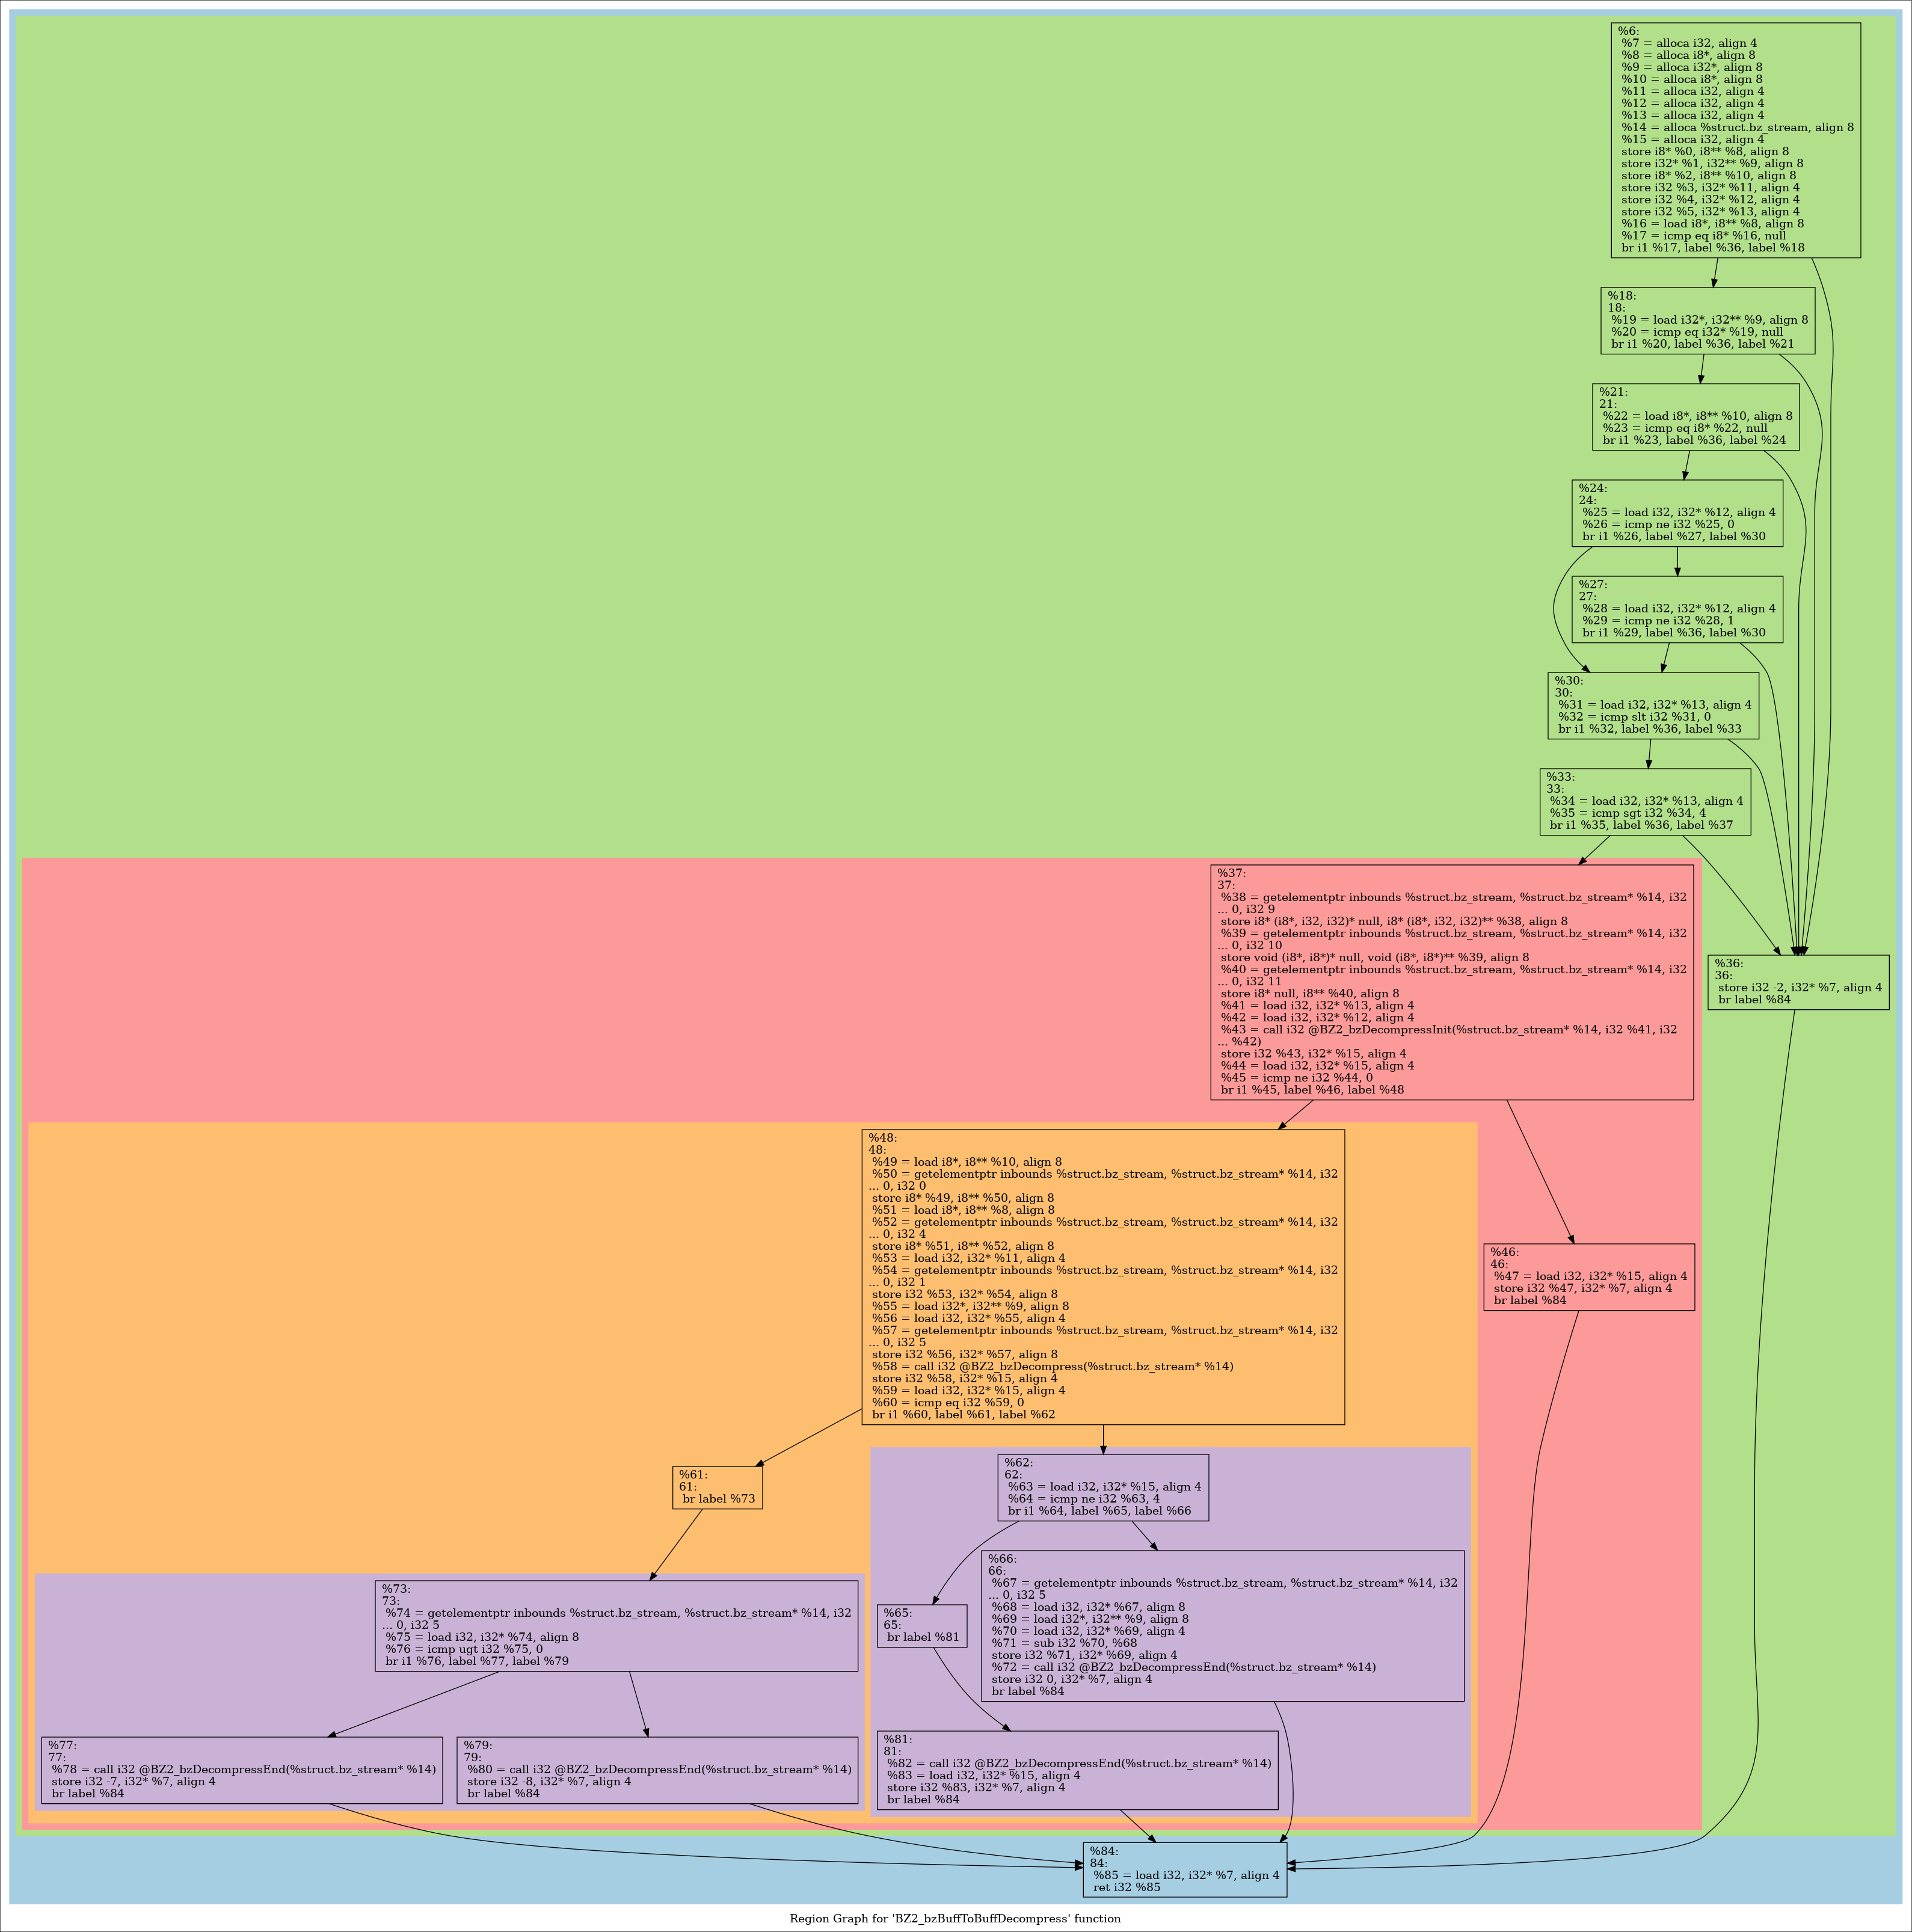 %6:
%7 = alloca i32, align 4
%8 = alloca i8*, align 8
%9 = alloca i32*, align 8
%10 = alloca i8*, align 8
%11 = alloca i32, align 4
%12 = alloca i32, align 4
%13 = alloca i32, align 4
%14 = alloca %struct.bz_stream, align 8
%15 = alloca i32, align 4
store i8* %0, i8** %8, align 8
store i32* %1, i32** %9, align 8
store i8* %2, i8** %10, align 8
store i32 %3, i32* %11, align 4
store i32 %4, i32* %12, align 4
store i32 %5, i32* %13, align 4
%16 = load i8*, i8** %8, align 8
%17 = icmp eq i8* %16, null
br i1 %17, label %36, label %18
%18:
18:
%19 = load i32*, i32** %9, align 8
%20 = icmp eq i32* %19, null
br i1 %20, label %36, label %21
%21:
21:
%22 = load i8*, i8** %10, align 8
%23 = icmp eq i8* %22, null
br i1 %23, label %36, label %24
%24:
24:
%25 = load i32, i32* %12, align 4
%26 = icmp ne i32 %25, 0
br i1 %26, label %27, label %30
%27:
27:
%28 = load i32, i32* %12, align 4
%29 = icmp ne i32 %28, 1
br i1 %29, label %36, label %30
%30:
30:
%31 = load i32, i32* %13, align 4
%32 = icmp slt i32 %31, 0
br i1 %32, label %36, label %33
%33:
33:
%34 = load i32, i32* %13, align 4
%35 = icmp sgt i32 %34, 4
br i1 %35, label %36, label %37
%37:
37:
%38 = getelementptr inbounds %struct.bz_stream, %struct.bz_stream* %14, i32
... 0, i32 9
store i8* (i8*, i32, i32)* null, i8* (i8*, i32, i32)** %38, align 8
%39 = getelementptr inbounds %struct.bz_stream, %struct.bz_stream* %14, i32
... 0, i32 10
store void (i8*, i8*)* null, void (i8*, i8*)** %39, align 8
%40 = getelementptr inbounds %struct.bz_stream, %struct.bz_stream* %14, i32
... 0, i32 11
store i8* null, i8** %40, align 8
%41 = load i32, i32* %13, align 4
%42 = load i32, i32* %12, align 4
%43 = call i32 @BZ2_bzDecompressInit(%struct.bz_stream* %14, i32 %41, i32
... %42)
store i32 %43, i32* %15, align 4
%44 = load i32, i32* %15, align 4
%45 = icmp ne i32 %44, 0
br i1 %45, label %46, label %48
%36:
36:
store i32 -2, i32* %7, align 4
br label %84
%48:
48:
%49 = load i8*, i8** %10, align 8
%50 = getelementptr inbounds %struct.bz_stream, %struct.bz_stream* %14, i32
... 0, i32 0
store i8* %49, i8** %50, align 8
%51 = load i8*, i8** %8, align 8
%52 = getelementptr inbounds %struct.bz_stream, %struct.bz_stream* %14, i32
... 0, i32 4
store i8* %51, i8** %52, align 8
%53 = load i32, i32* %11, align 4
%54 = getelementptr inbounds %struct.bz_stream, %struct.bz_stream* %14, i32
... 0, i32 1
store i32 %53, i32* %54, align 8
%55 = load i32*, i32** %9, align 8
%56 = load i32, i32* %55, align 4
%57 = getelementptr inbounds %struct.bz_stream, %struct.bz_stream* %14, i32
... 0, i32 5
store i32 %56, i32* %57, align 8
%58 = call i32 @BZ2_bzDecompress(%struct.bz_stream* %14)
store i32 %58, i32* %15, align 4
%59 = load i32, i32* %15, align 4
%60 = icmp eq i32 %59, 0
br i1 %60, label %61, label %62
%46:
46:
%47 = load i32, i32* %15, align 4
store i32 %47, i32* %7, align 4
br label %84
%61:
61:
br label %73
%62:
62:
%63 = load i32, i32* %15, align 4
%64 = icmp ne i32 %63, 4
br i1 %64, label %65, label %66
%73:
73:
%74 = getelementptr inbounds %struct.bz_stream, %struct.bz_stream* %14, i32
... 0, i32 5
%75 = load i32, i32* %74, align 8
%76 = icmp ugt i32 %75, 0
br i1 %76, label %77, label %79
%65:
65:
br label %81
%66:
66:
%67 = getelementptr inbounds %struct.bz_stream, %struct.bz_stream* %14, i32
... 0, i32 5
%68 = load i32, i32* %67, align 8
%69 = load i32*, i32** %9, align 8
%70 = load i32, i32* %69, align 4
%71 = sub i32 %70, %68
store i32 %71, i32* %69, align 4
%72 = call i32 @BZ2_bzDecompressEnd(%struct.bz_stream* %14)
store i32 0, i32* %7, align 4
br label %84
%77:
77:
%78 = call i32 @BZ2_bzDecompressEnd(%struct.bz_stream* %14)
store i32 -7, i32* %7, align 4
br label %84
%79:
79:
%80 = call i32 @BZ2_bzDecompressEnd(%struct.bz_stream* %14)
store i32 -8, i32* %7, align 4
br label %84
%81:
81:
%82 = call i32 @BZ2_bzDecompressEnd(%struct.bz_stream* %14)
%83 = load i32, i32* %15, align 4
store i32 %83, i32* %7, align 4
br label %84
%84:
84:
%85 = load i32, i32* %7, align 4
ret i32 %85
Region Graph for 'BZ2_bzBuffToBuffDecompress' function